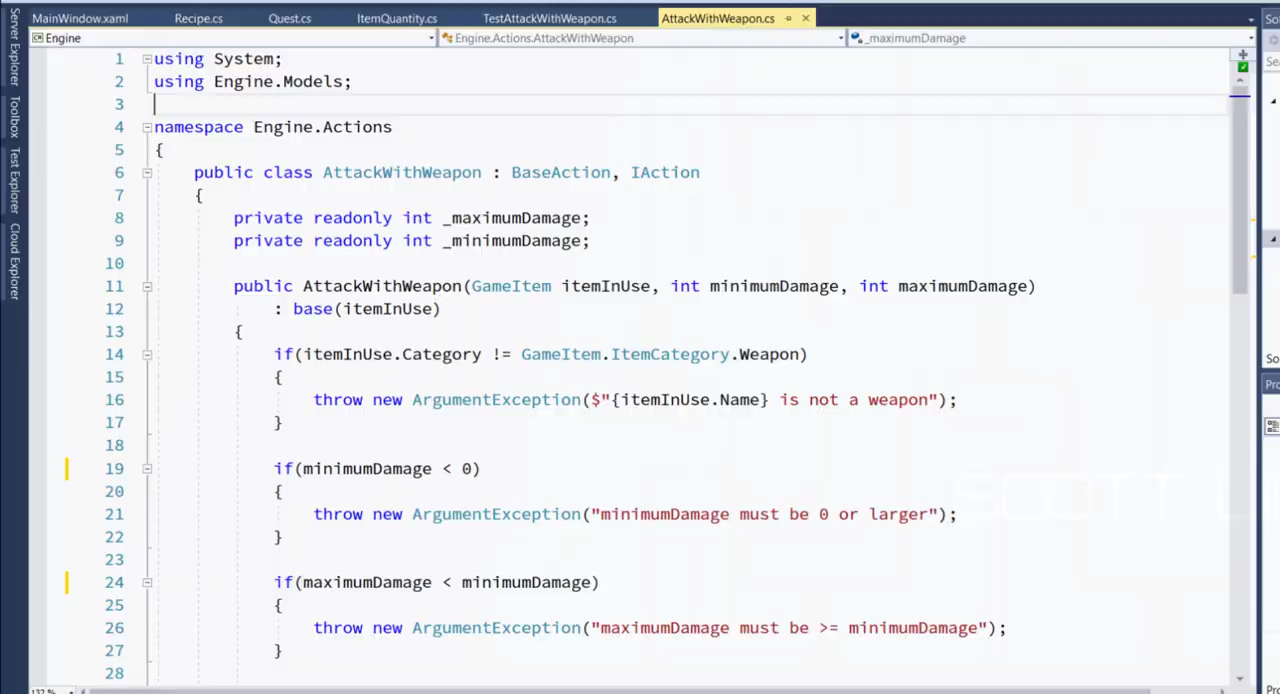 MainWindow.xaml Recipe.cs Quest.cs ItemQuantity.cs TestAttackWithWeapon.cs AttackWithWeapon.cs
Engine Engine.Actions.AttackWithWeapon _maximumDamage
Server Explorer
Toolbox
Test Explorer
Cloud Explorer
1 using System;
2 using Engine.Models;
3
4 namespace Engine.Actions
5 {
6 public class AttackWithWeapon : BaseAction, IAction
7 {
8 private readonly int _maximumDamage;
9 private readonly int _minimumDamage;
10
11 public AttackWithWeapon(GameItem itemInUse, int minimumDamage, int maximumDamage)
12 : base(itemInUse)
13 {
14 if(itemInUse.Category != GameItem.ItemCategory.Weapon)
15 {
16 throw new ArgumentException($"{itemInUse.Name} is not a weapon");
17 }
18
19 if(minimumDamage < 0)
20 {
21 throw new ArgumentException("minimumDamage must be 0 or larger");
22 }
23
24 if(maximumDamage < minimumDamage)
25 {
26 throw new ArgumentException("maximumDamage must be >= minimumDamage");
27 }
28
SCOTT
132 %